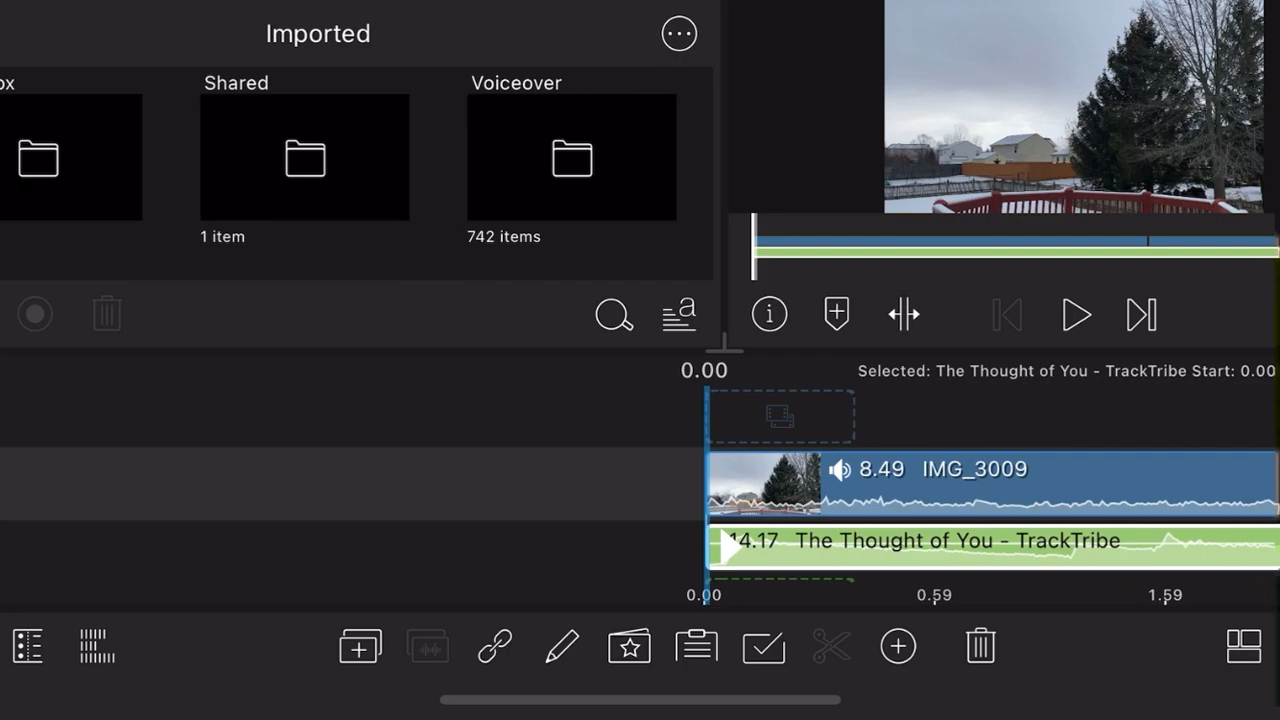 Imported
ox
Shared
Voiceover
1 item
742 items
0.00
Selected: The Thought of You - TrackTribe Start: 0.00
8.49 IMG_3009
14.17 The Thought of You - TrackTribe
0.00
0.59
1.59